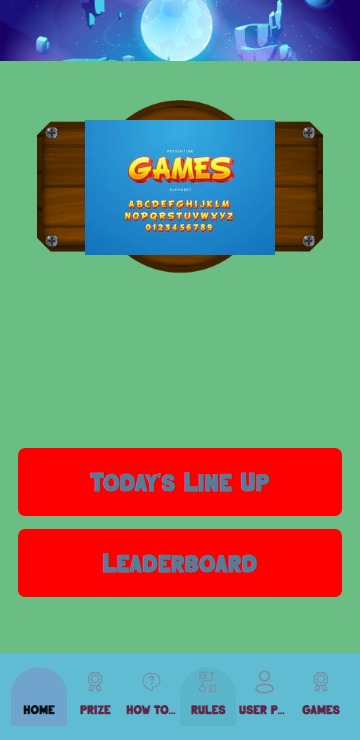 PRESENTING
GAMES
ALPHABET
ABCDEFGHIJKLM
NOPQRSTUVWXYZ
0123456789
TODAY'S LINE UP
LEADERBOARD
HOME PRIZE HOW TO... RULES USER P... GAMES